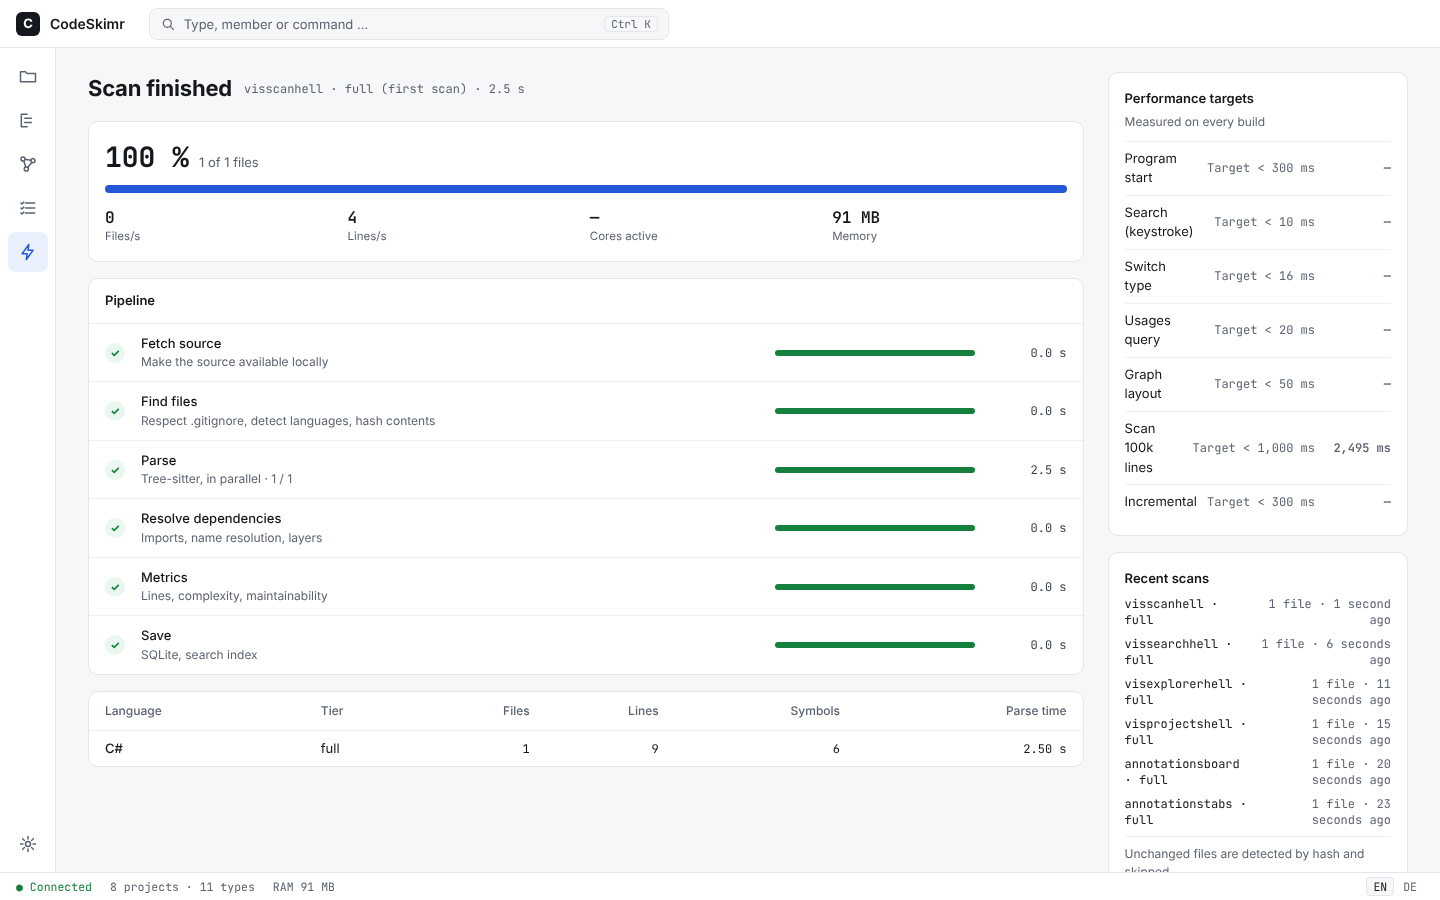 C CodeSkimr
Type, member or command ...
Ctrl K
Scan finished visscanhell · full (first scan) · 2.5 s
100 % 1 of 1 files
0 4 — 91 MB
Files/s Lines/s Cores active Memory
Pipeline
Fetch source
Make the source available locally
0.0 s
Find files
Respect .gitignore, detect languages, hash contents
0.0 s
Parse
Tree-sitter, in parallel · 1 / 1
2.5 s
Resolve dependencies
Imports, name resolution, layers
0.0 s
Metrics
Lines, complexity, maintainability
0.0 s
Save
SQLite, search index
0.0 s
Language Tier Files Lines Symbols Parse time
C# full 1 9 6 2.50 s
Performance targets
Measured on every build
Program
start
Target < 300 ms —
Search
(keystroke)
Target < 10 ms —
Switch
type
Target < 16 ms —
Usages
query
Target < 20 ms —
Graph
layout
Target < 50 ms —
Scan
100k
lines
Target < 1,000 ms 2,495 ms
Incremental Target < 300 ms —
Recent scans
visscanhell · 1 file · 1 second
full ago
vissearchhell · 1 file · 6 seconds
full ago
visexplorerhell · 1 file · 11
full seconds ago
visprojectshell · 1 file · 15
full seconds ago
annotationsboard 1 file · 20
· full seconds ago
annotationstabs · 1 file · 23
full seconds ago
Unchanged files are detected by hash and
skipped
● Connected 8 projects · 11 types RAM 91 MB
EN DE